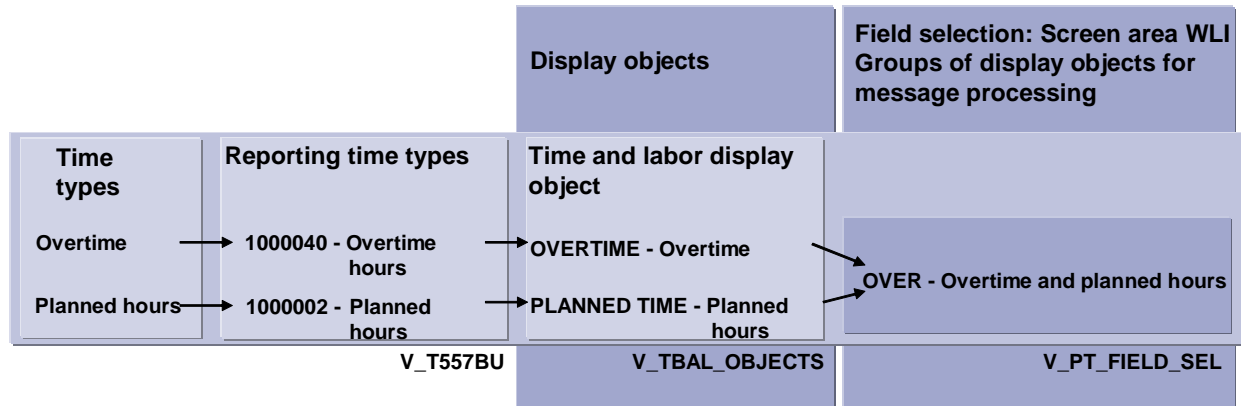 Display objects
Field selection: Screen area WLI
Groups of display objects for
message processing
Time
types
Reporting time types
Time and labor display
object
Overtime
1000040 - Overtime
hours
OVERTIME - Overtime
OVER - Overtime and planned hours
Planned hours
1000002 - Planned
hours
PLANNED TIME - Planned
hours
V_T557BU
V_TBAL_OBJECTS
V_PT_FIELD_SEL